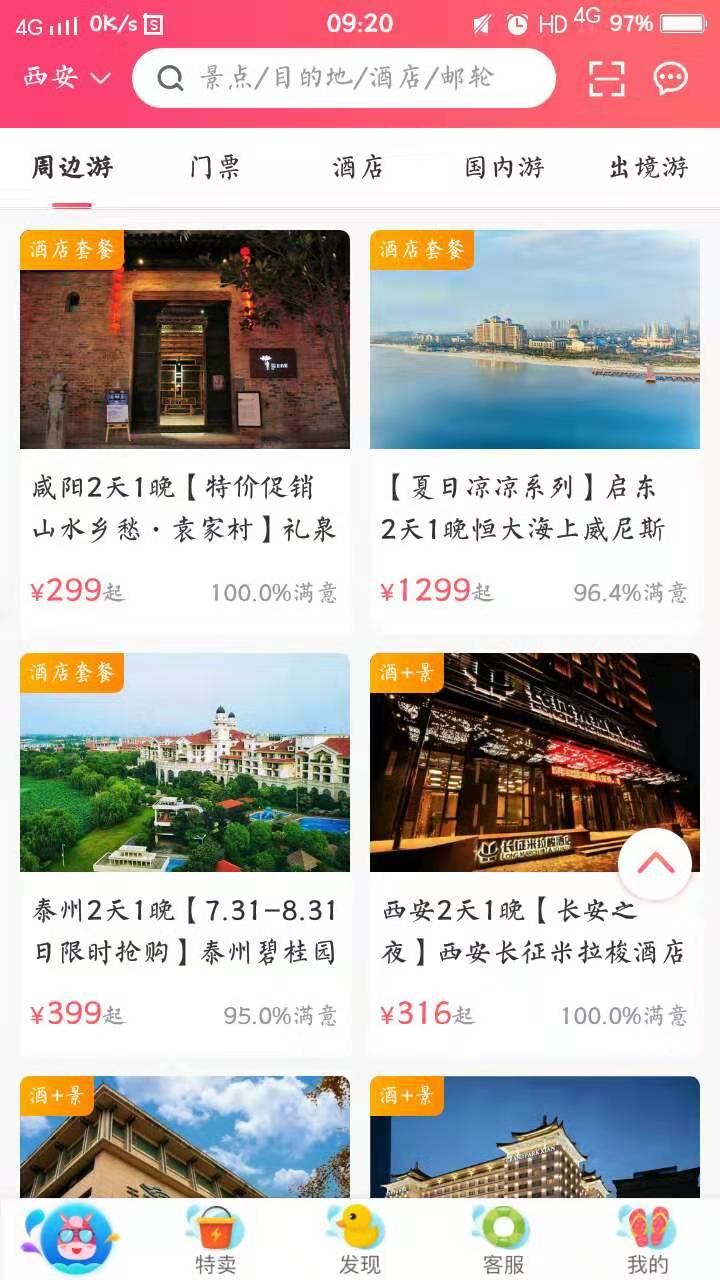 4G 0K/s 09:20 HD 4G 97%
西安 景点/目的地/酒店/邮轮
周边游 门票 酒店 国内游 出境游
酒店套餐
咸阳2天1晚【特价促销
山水乡愁·袁家村】礼泉
¥299起 100.0%满意
酒店套餐
【夏日凉凉系列】启东
2天1晚恒大海上威尼斯
¥1299起 96.4%满意
酒店套餐
泰州2天1晚【7.31-8.31
日限时抢购】泰州碧桂园
¥399起 95.0%满意
酒+景
长征米拉梭酒店
西安2天1晚【长安之
夜】西安长征米拉梭酒店
¥316起 100.0%满意
酒+景
酒+景
特卖 发现 客服 我的